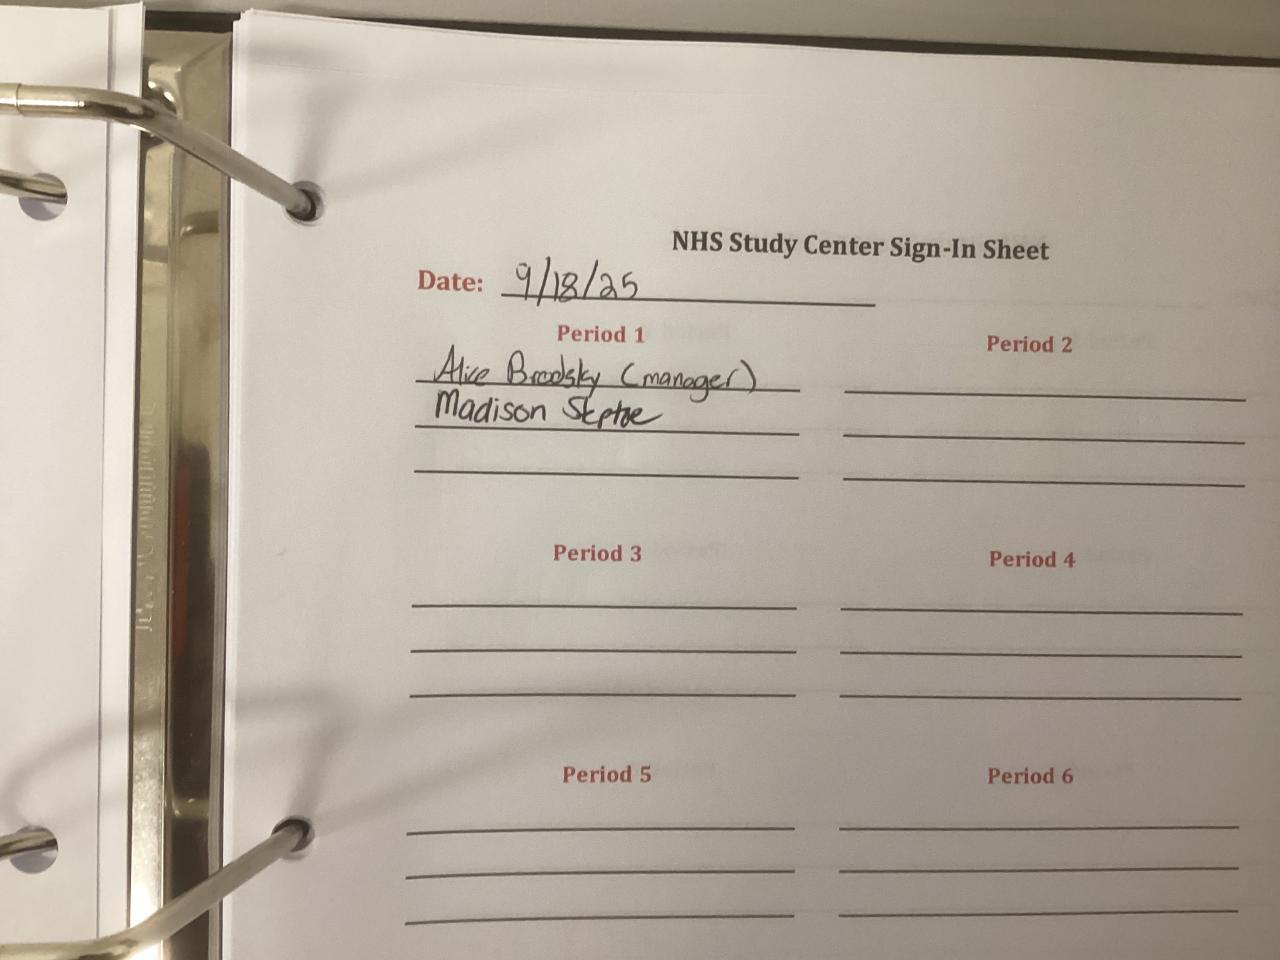 NHS Study Center Sign-In Sheet
Date: 9/18/25
Period 1
Period 2
Alice Brodsky (manager)
Madison Steptoe
Period 3
Period 4
Period 5
Period 6